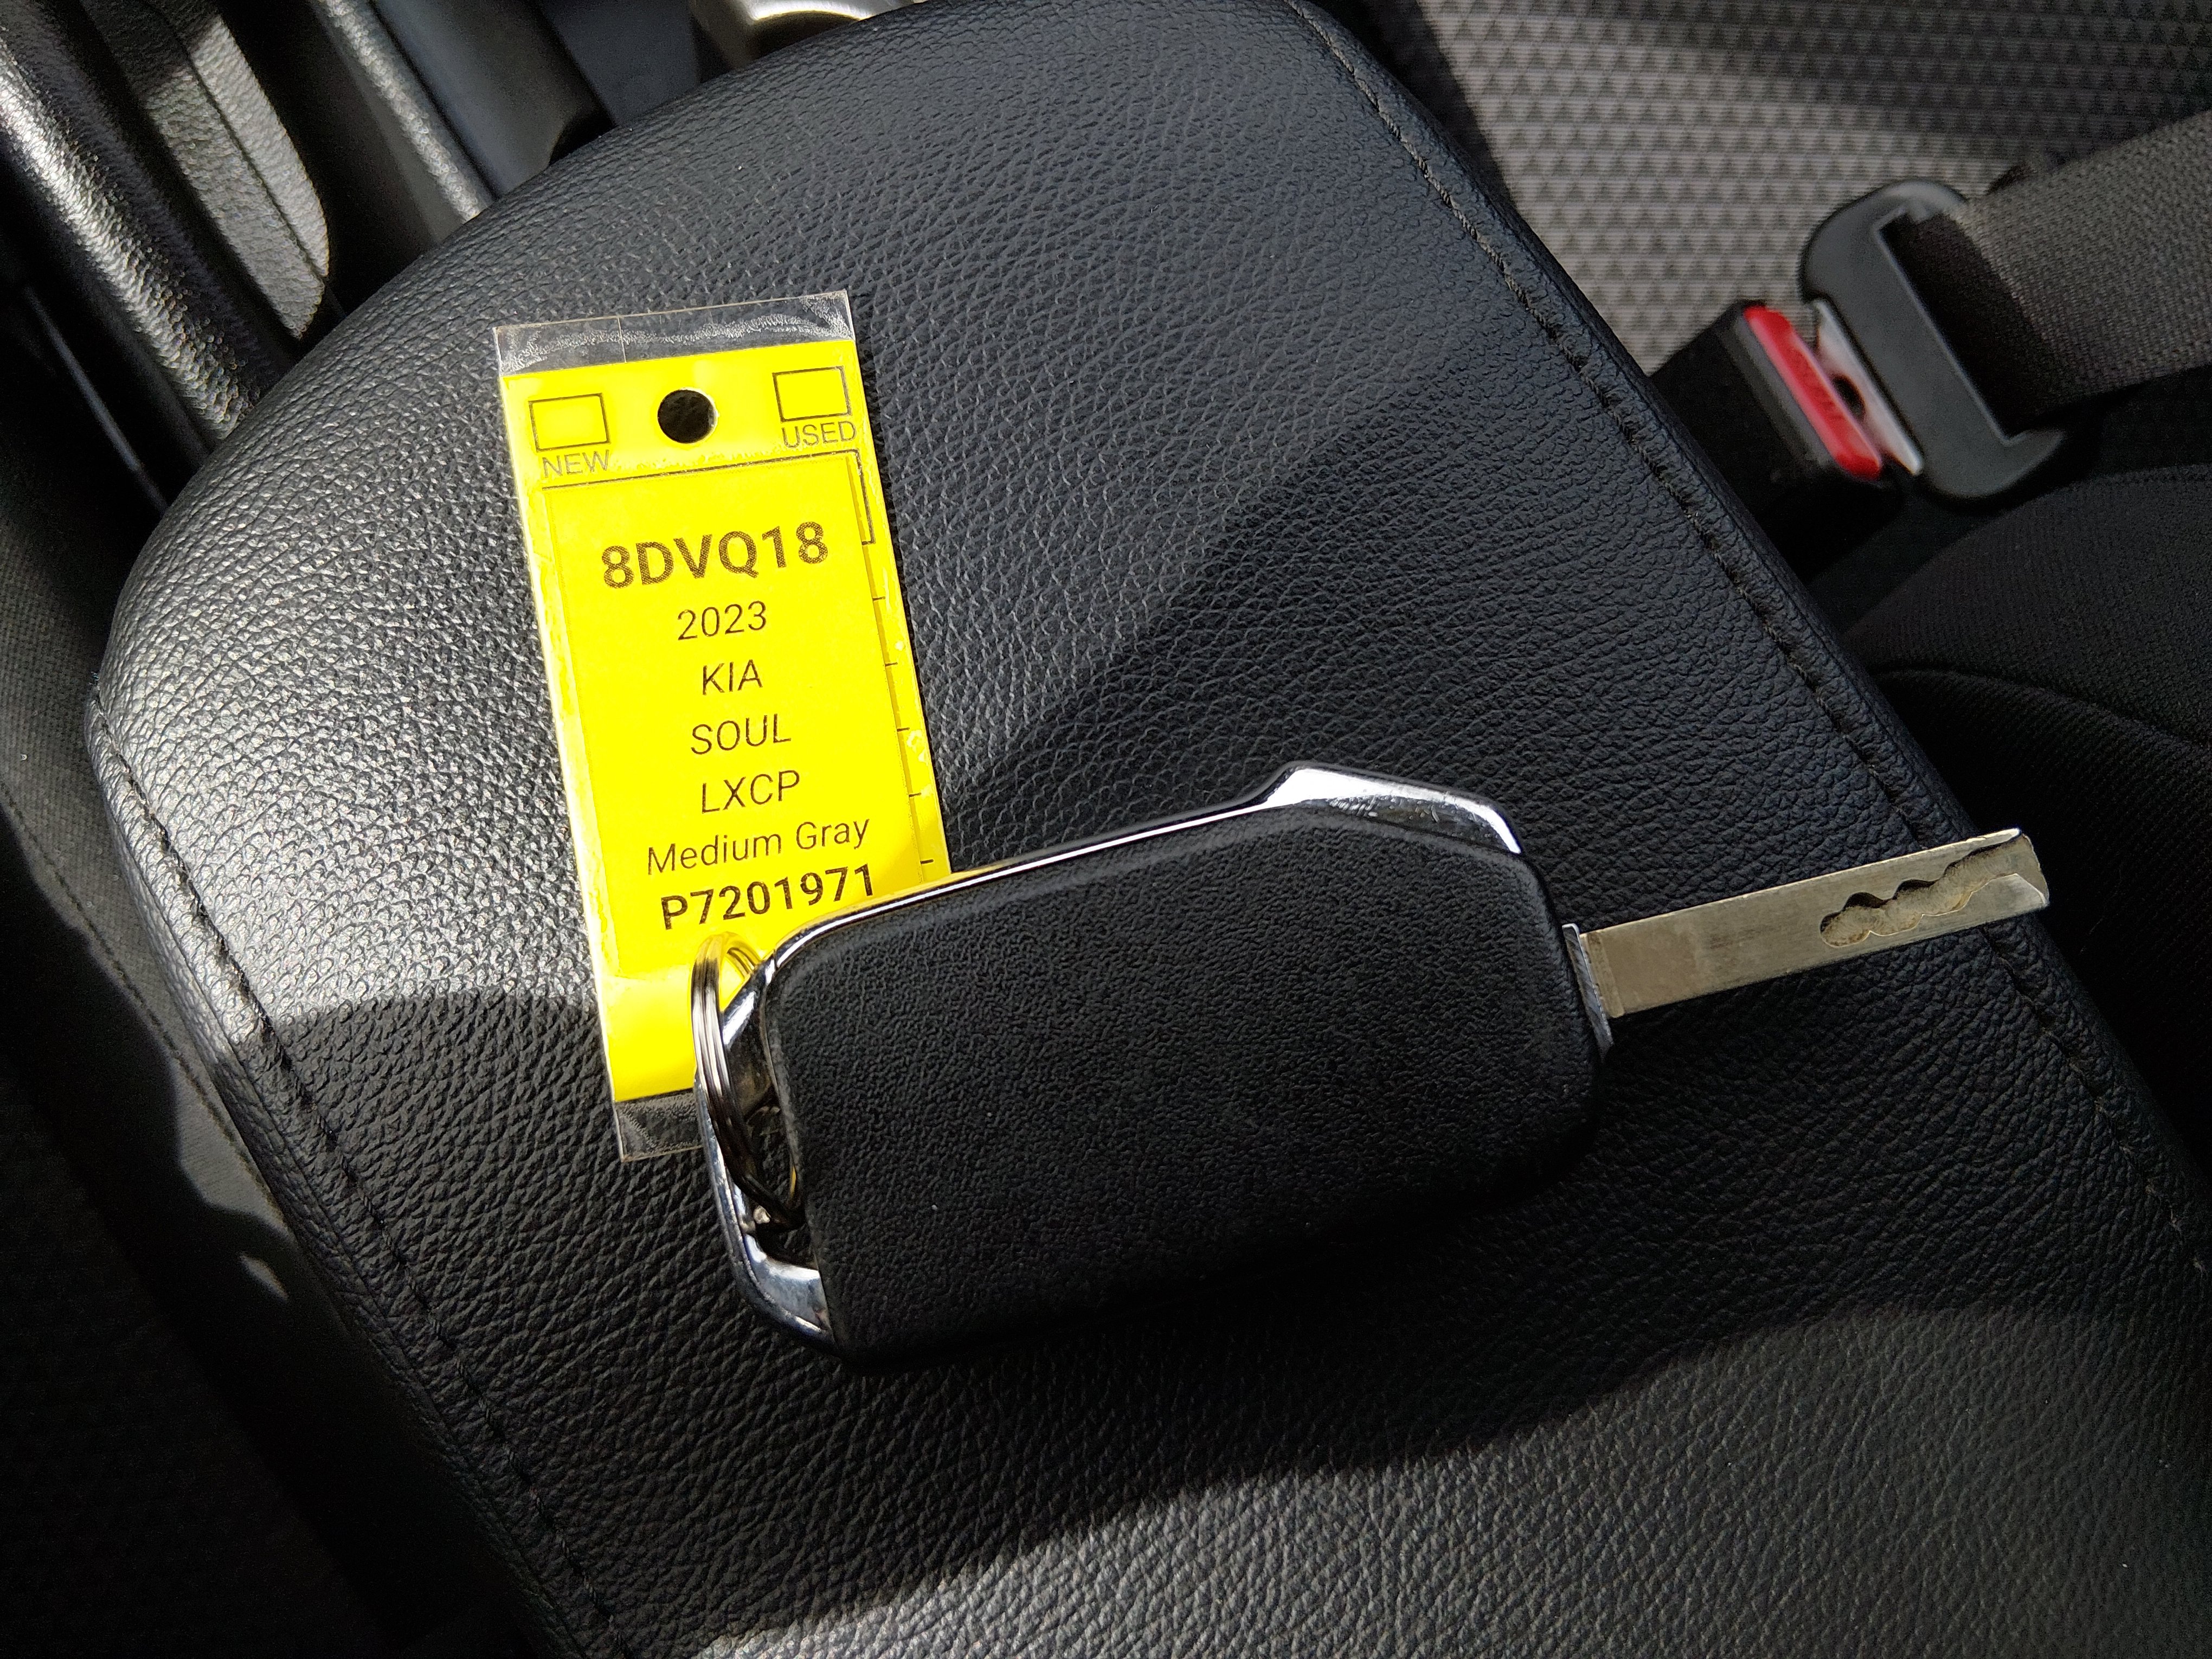 NEW USED
8DVQ18
2023
KIA
SOUL
LXCP
Medium Gray
P7201971